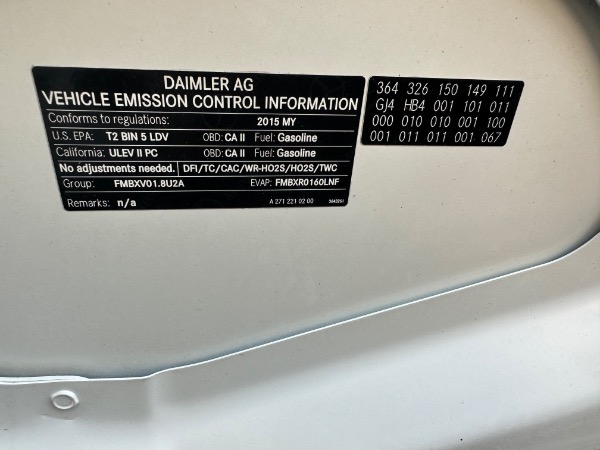 DAIMLER AG
VEHICLE EMISSION CONTROL INFORMATION
Conforms to regulations: 2015 MY
U.S. EPA: T2 BIN 5 LDV OBD: CA II Fuel: Gasoline
California: ULEV II PC OBD: CA II Fuel: Gasoline
No adjustments needed. DFI/TC/CAC/WR-HO2S/HO2S/TWC
Group: FMBXV01.8U2A EVAP: FMBXR0160LNF
Remarks: n/a A 271 221 02 00
364 326 150 149 111
GJ4 HB4 001 101 011
000 010 010 001 100
001 011 011 001 067